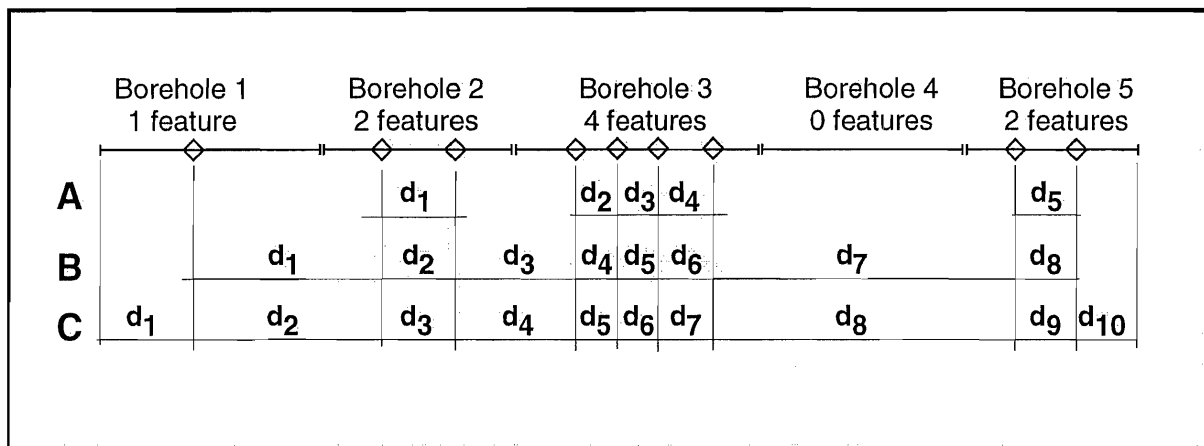 Borehole 1 Borehole 2 Borehole 3 Borehole 4 Borehole 5
1 feature 2 features 4 features 0 features 2 features
A d1 d2 d3 d4 d5
B d1 d2 d3 d4 d5 d6 d7 d8
C d1 d2 d3 d4 d5 d6 d7 d8 d9 d10